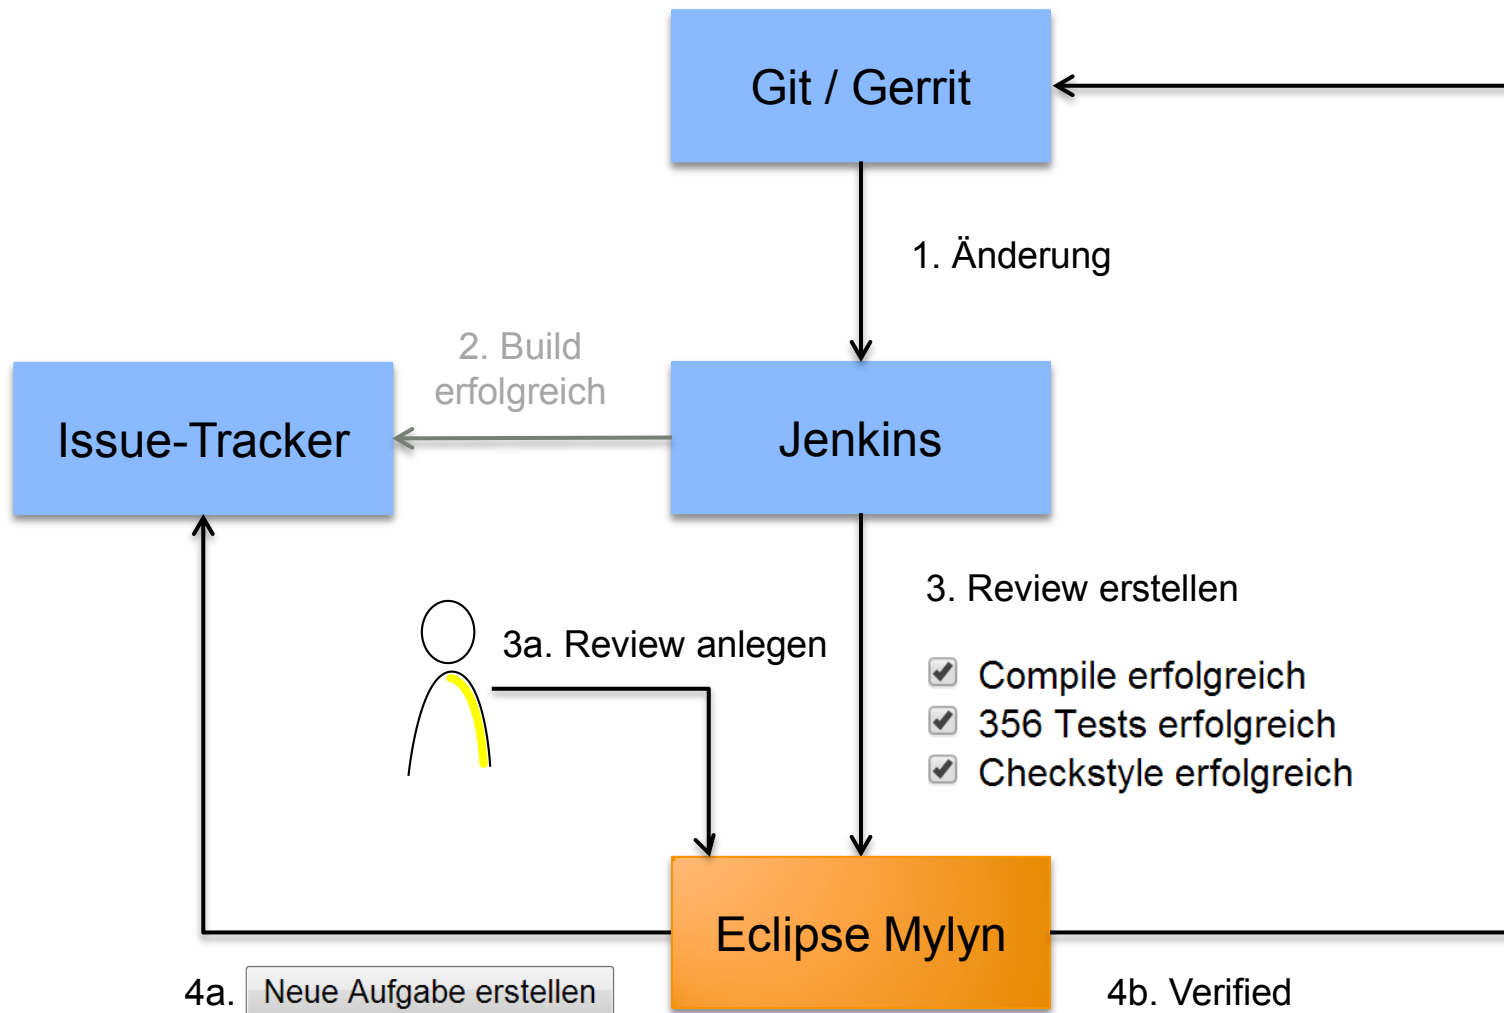 Git / Gerrit
1. Änderung
2. Build
erfolgreich
Issue-Tracker
Jenkins
3. Review erstellen
3a. Review anlegen
Compile erfolgreich
356 Tests erfolgreich
Checkstyle erfolgreich
Eclipse Mylyn
4a. Neue Aufgabe erstellen
4b. Verified